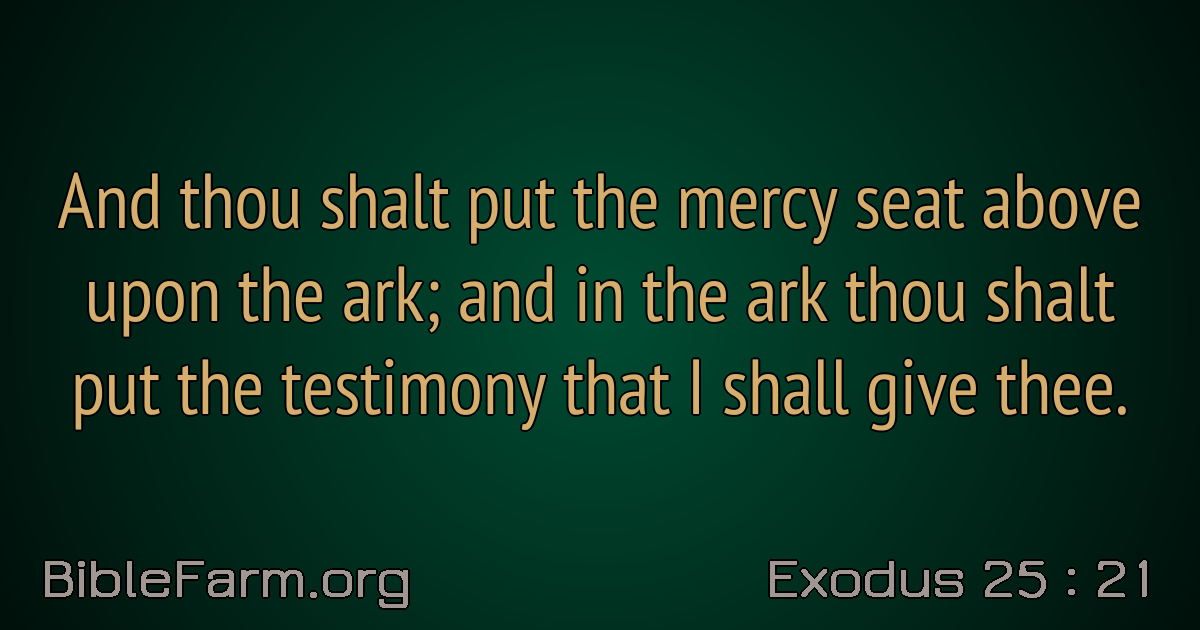 And thou shalt put the mercy seat above
upon the ark; and in the ark thou shalt
put the testimony that I shall give thee.
BibleFarm.org
Exodus 25 : 21